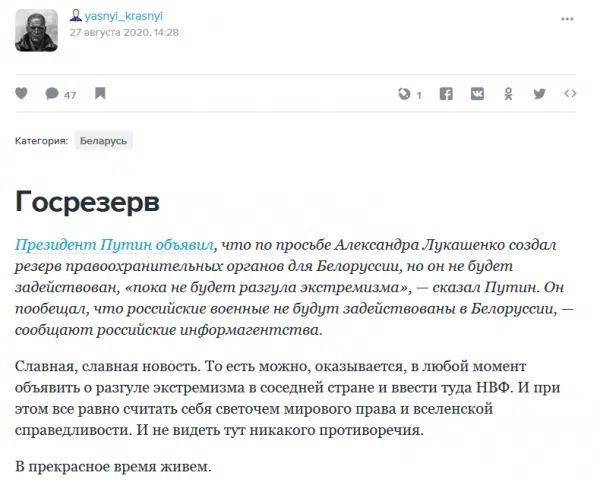 yasnyi_krasnyi
27 августа 2020, 14:28
47
1
Категория: Беларусь
Госрезерв
Президент Путин объявил, что по просьбе Александра Лукашенко создал
резерв правоохранительных органов для Белоруссии, но он не будет
задействован, «пока не будет разгула экстремизма», — сказал Путин. Он
пообещал, что российские военные не будут задействованы в Белоруссии, —
сообщают российские информагентства.
Славная, славная новость. То есть можно, оказывается, в любой момент
объявить о разгуле экстремизма в соседней стране и ввести туда НВФ. И при
этом все равно считать себя светочем мирового права и вселенской
справедливости. И не видеть тут никакого противоречия.
В прекрасное время живем.